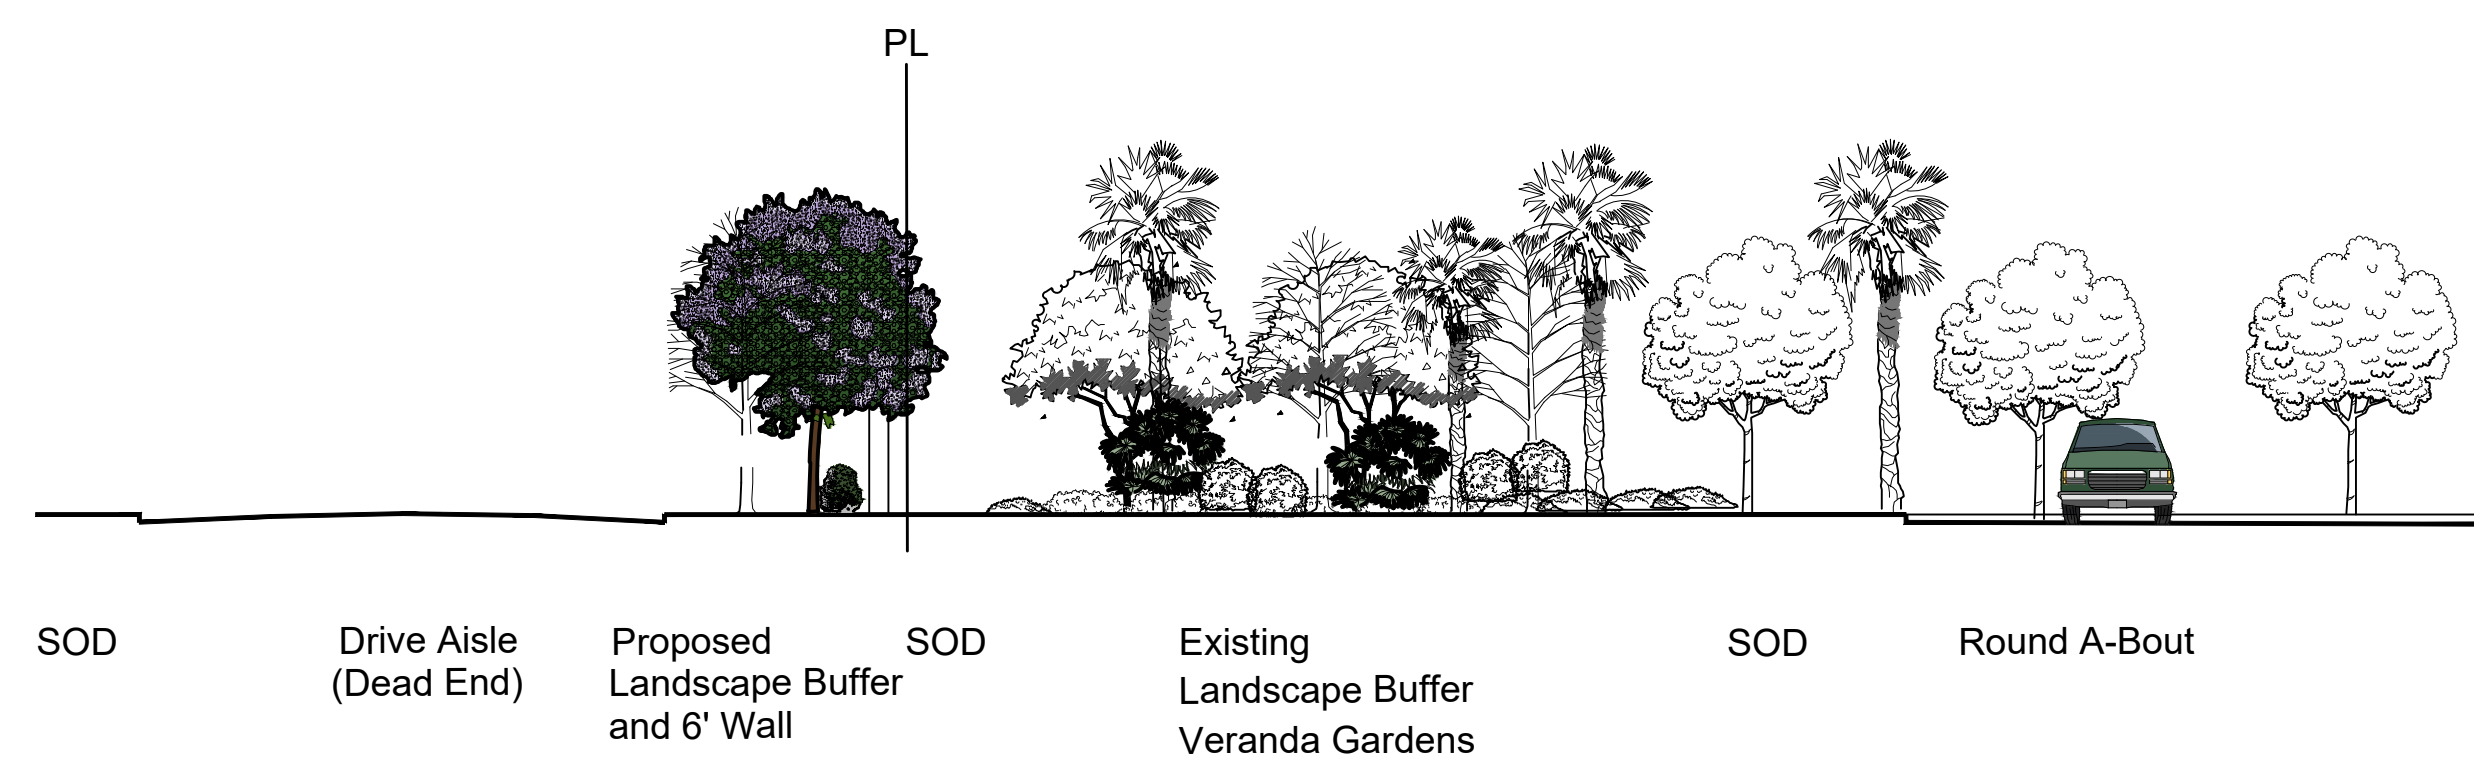 PL
SOD
Drive Aisle
(Dead End)
Proposed
Landscape Buffer
and 6' Wall
SOD
Existing
Landscape Buffer
Veranda Gardens
SOD
Round A-Bout